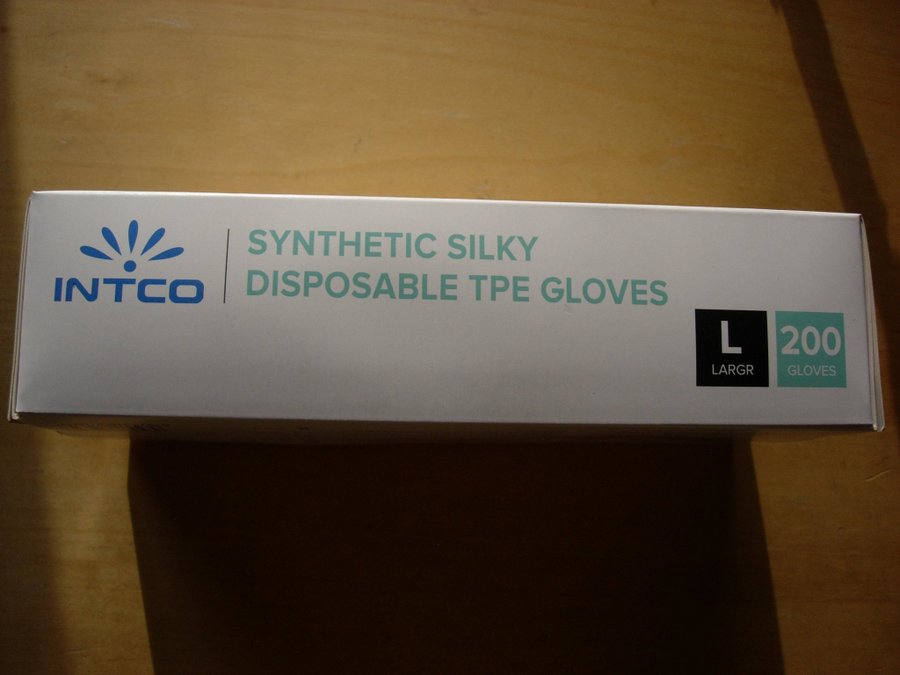 INTCO
SYNTHETIC SILKY
DISPOSABLE TPE GLOVES
L
LARGR
200
GLOVES